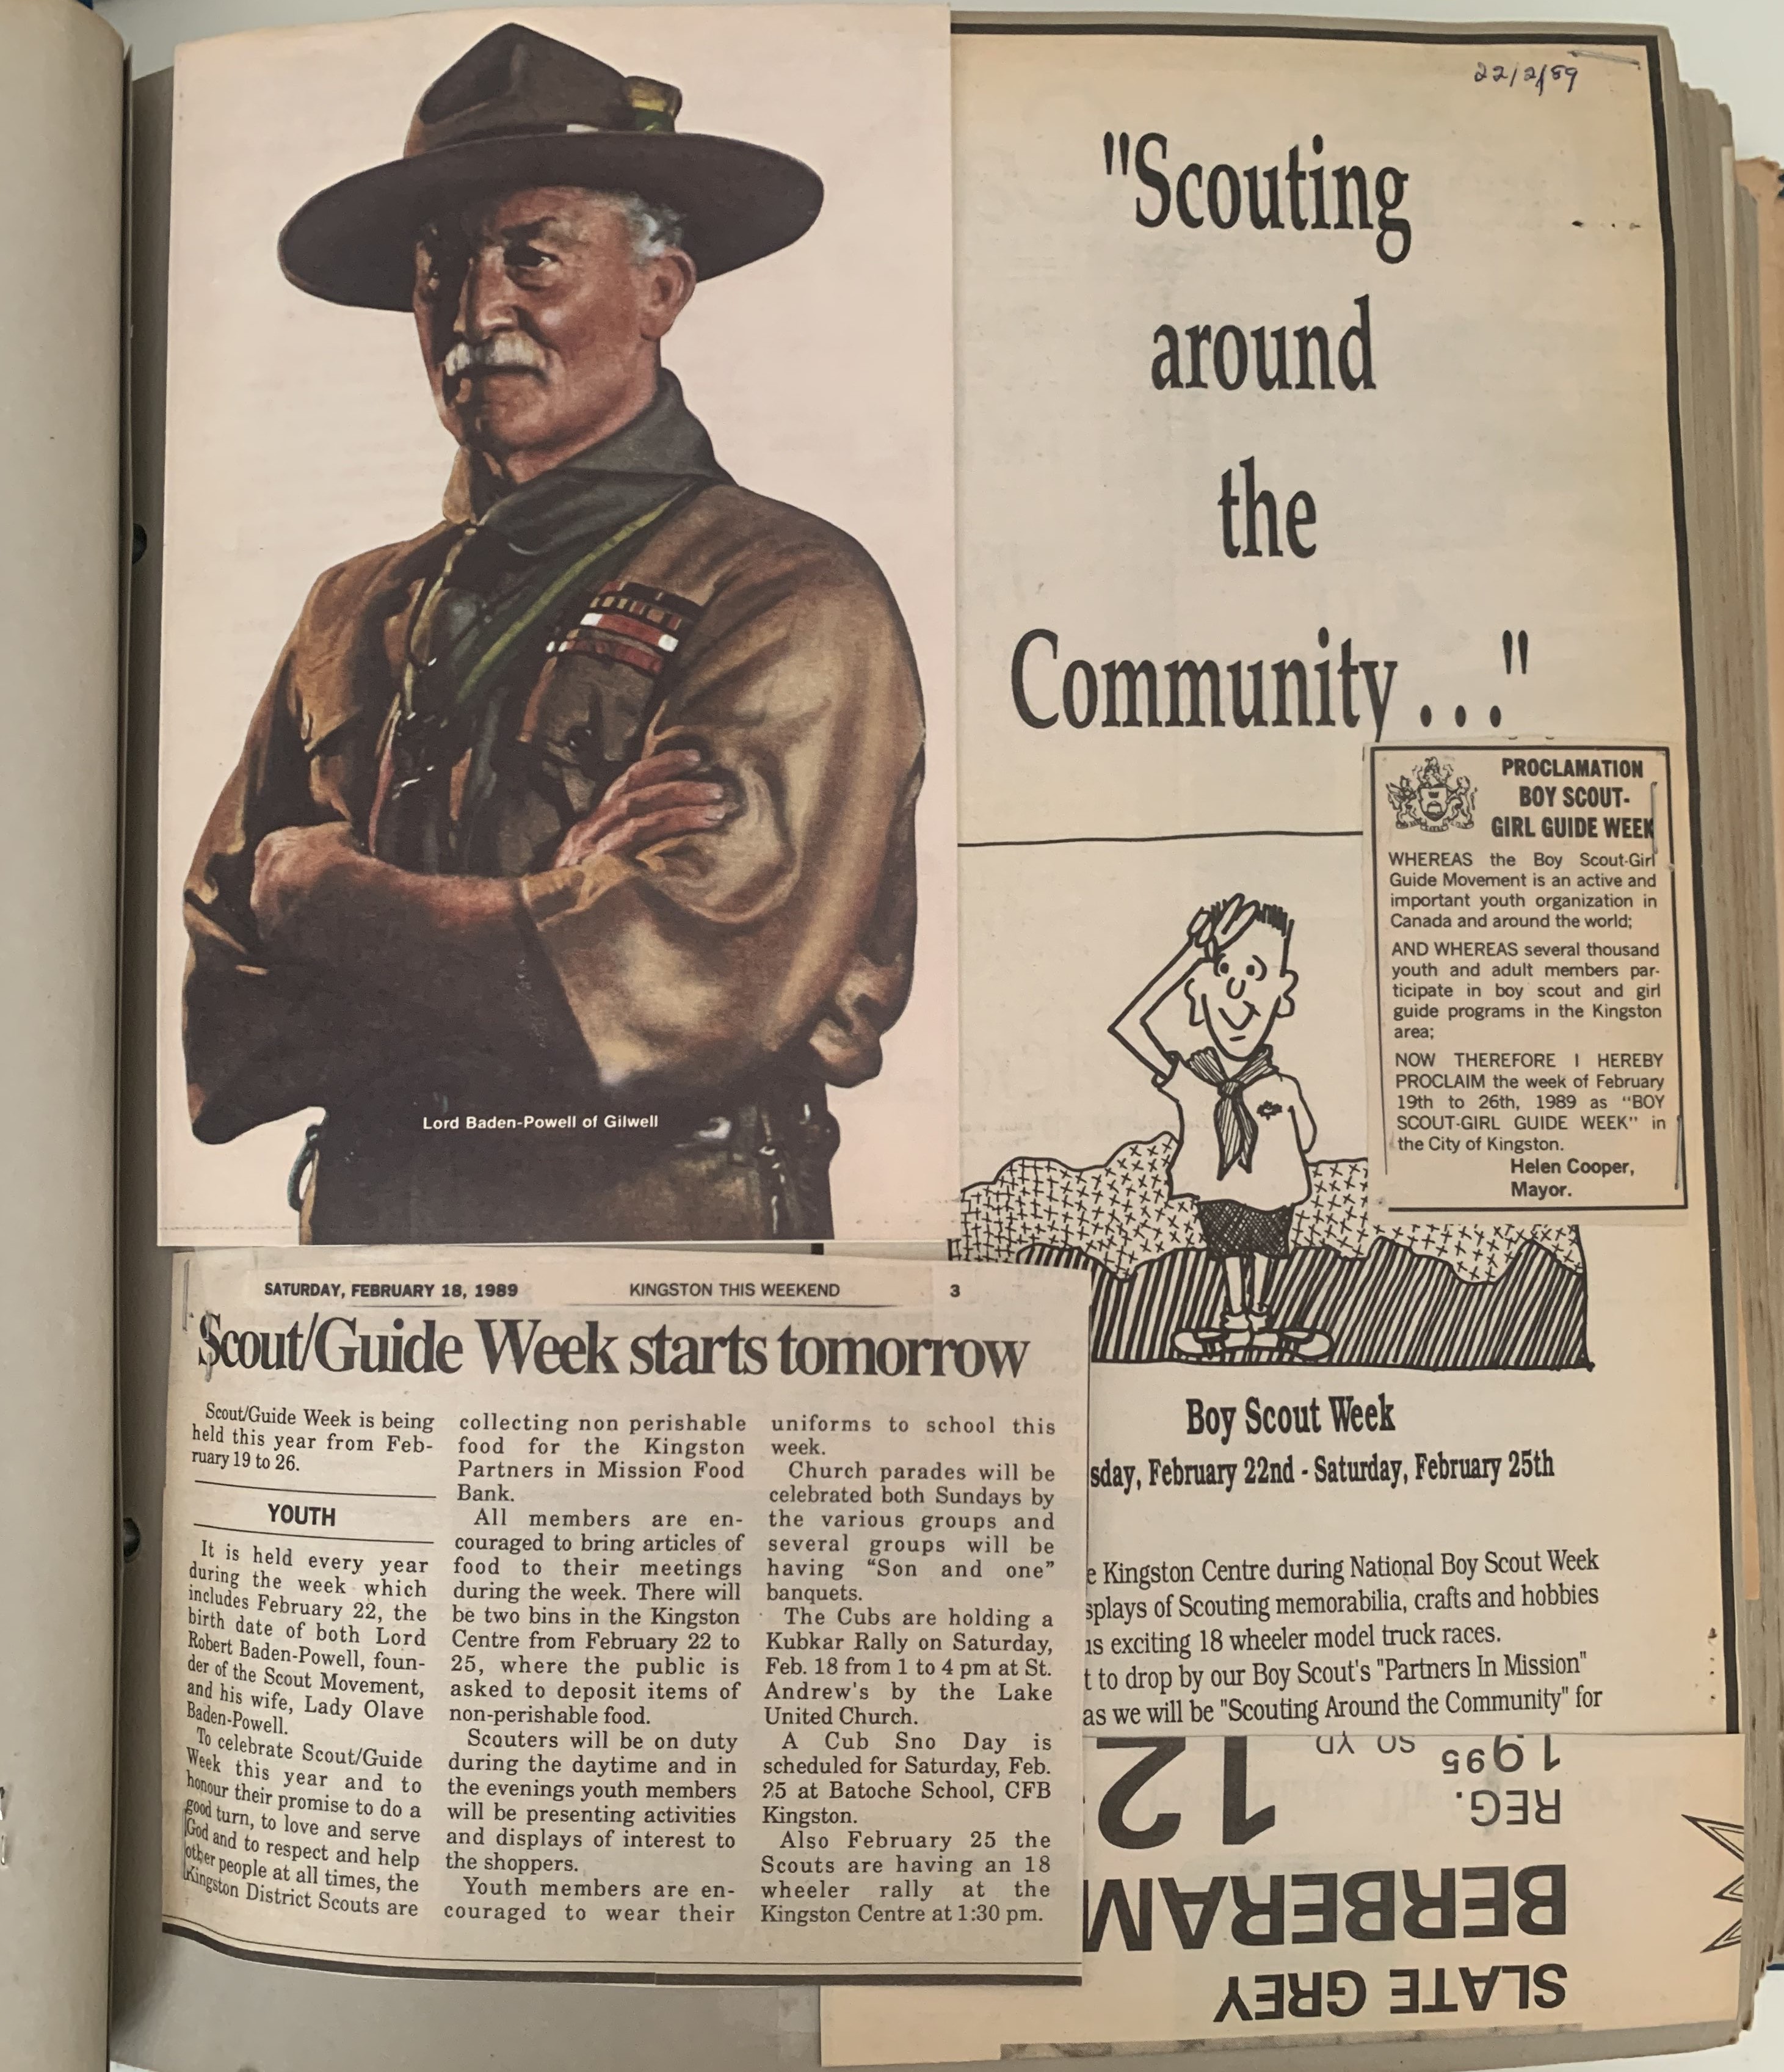 22/2/89
"Scouting
around
the
Community..."
Lord Baden-Powell of Gilwell
PROCLAMATION
BOY SCOUT-
GIRL GUIDE WEEK
WHEREAS the Boy Scout-Girl
Guide Movement is an active and
important youth organization in
Canada and around the world;
AND WHEREAS several thousand
youth and adult members par-
ticipate in boy scout and girl
guide programs in the Kingston
area;
NOW THEREFORE I HEREBY
PROCLAIM the week of February
19th to 26th, 1989 as "BOY
SCOUT-GIRL GUIDE WEEK" in
the City of Kingston.
Helen Cooper,
Mayor.
SATURDAY, FEBRUARY 18, 1989 KINGSTON THIS WEEKEND 3
Scout/Guide Week starts tomorrow
Scout/Guide Week is being
held this year from Feb-
ruary 19 to 26.
YOUTH
It is held every year
during the week which
includes February 22, the
birth date of both Lord
Robert Baden-Powell, foun-
der of the Scout Movement,
and his wife, Lady Olave
Baden-Powell.
To celebrate Scout/Guide
Week this year and to
honour their promise to do a
good turn, to love and serve
God and to respect and help
other people at all times, the
Kingston District Scouts are
collecting non perishable
food for the Kingston
Partners in Mission Food
Bank.
All members are en-
couraged to bring articles of
food to their meetings
during the week. There will
be two bins in the Kingston
Centre from February 22 to
25, where the public is
asked to deposit items of
non-perishable food.
Scouters will be on duty
during the daytime and in
the evenings youth members
will be presenting activities
and displays of interest to
the shoppers.
Youth members are en-
couraged to wear their
uniforms to school this
week.
Church parades will be
celebrated both Sundays by
the various groups and
several groups will be
having "Son and one"
banquets.
The Cubs are holding a
Kubkar Rally on Saturday,
Feb. 18 from 1 to 4 pm at St.
Andrew's by the Lake
United Church.
A Cub Sno Day is
scheduled for Saturday, Feb.
25 at Batoche School, CFB
Kingston.
Also February 25 the
Scouts are having an 18
wheeler rally at the
Kingston Centre at 1:30 pm.
Boy Scout Week
sday, February 22nd - Saturday, February 25th
e Kingston Centre during National Boy Scout Week
splays of Scouting memorabilia, crafts and hobbies
us exciting 18 wheeler model truck races.
t to drop by our Boy Scout's "Partners In Mission"
as we will be "Scouting Around the Community" for
SLATE GREY
BERBERAM
REG.
1995 SQ YD
12